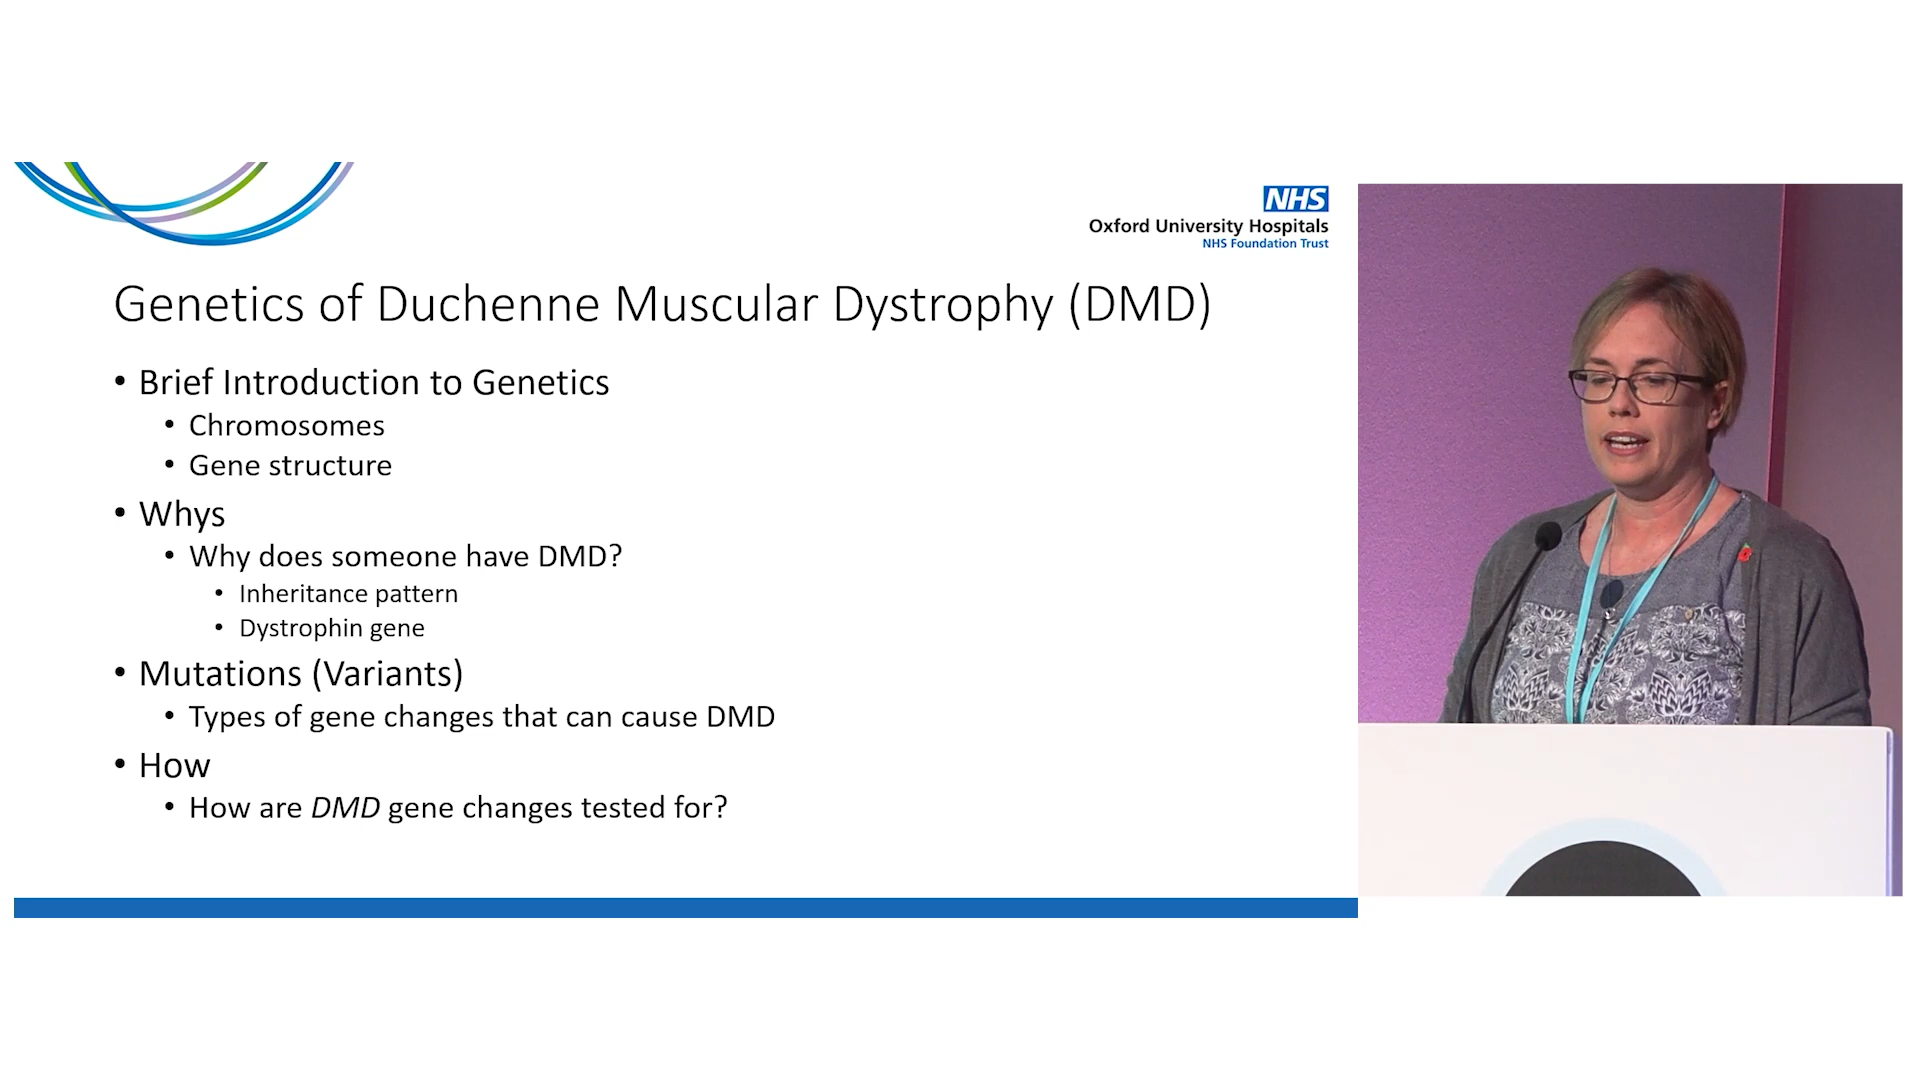 NHS
Oxford University Hospitals
NHS Foundation Trust
Genetics of Duchenne Muscular Dystrophy (DMD)
• Brief Introduction to Genetics
• Chromosomes
• Gene structure
• Whys
• Why does someone have DMD?
• Inheritance pattern
• Dystrophin gene
• Mutations (Variants)
• Types of gene changes that can cause DMD
• How
• How are DMD gene changes tested for?